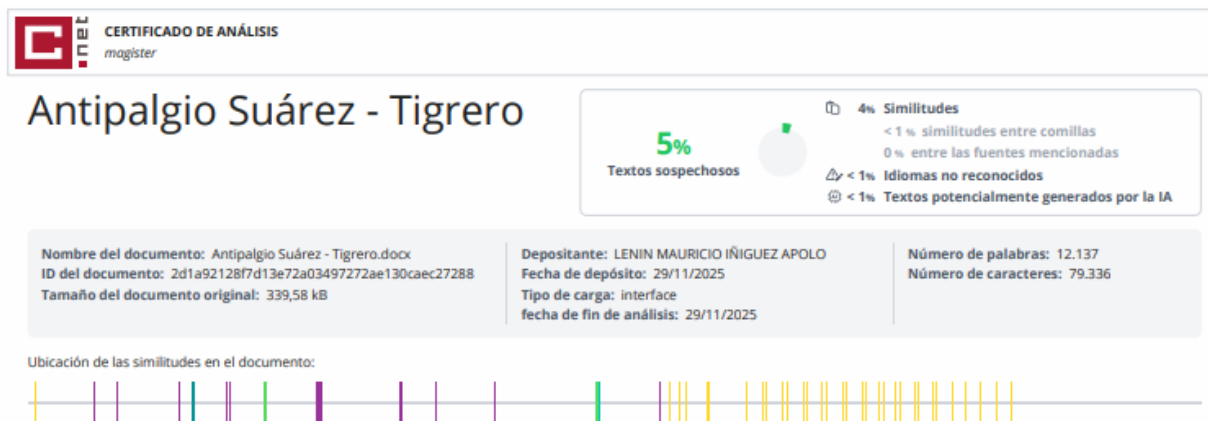 C
.net
CERTIFICADO DE ANÁLISIS
magister
Antipalgio Suárez - Tigrero
5%
Textos sospechosos
4% Similitudes
< 1 % similitudes entre comillas
0 % entre las fuentes mencionadas
< 1% Idiomas no reconocidos
< 1% Textos potencialmente generados por la IA
Nombre del documento: Antipalgio Suárez - Tigrero.docx
ID del documento: 2d1a92128f7d13e72a03497272ae130caec27288
Tamaño del documento original: 339,58 kB
Depositante: LENIN MAURICIO IÑIGUEZ APOLO
Fecha de depósito: 29/11/2025
Tipo de carga: interface
fecha de fin de análisis: 29/11/2025
Número de palabras: 12.137
Número de caracteres: 79.336
Ubicación de las similitudes en el documento: